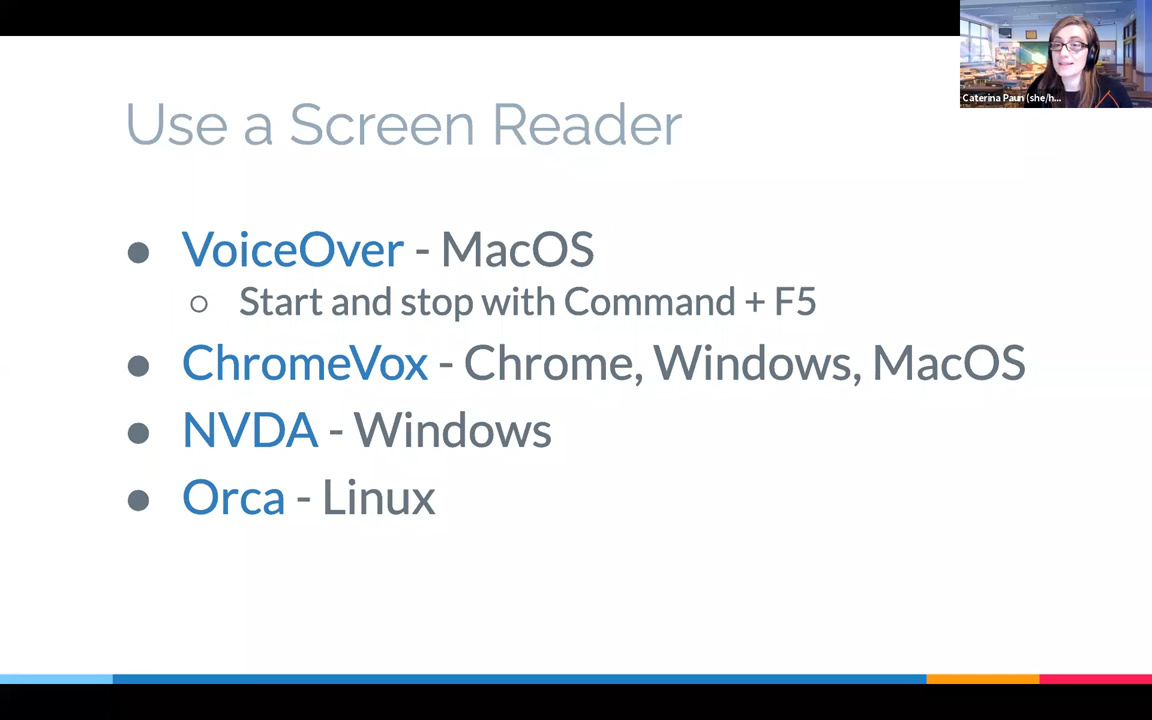 Use a Screen Reader
VoiceOver - MacOS
Start and stop with Command + F5
ChromeVox - Chrome, Windows, MacOS
NVDA - Windows
Orca - Linux
Caterina Paun (she/h...